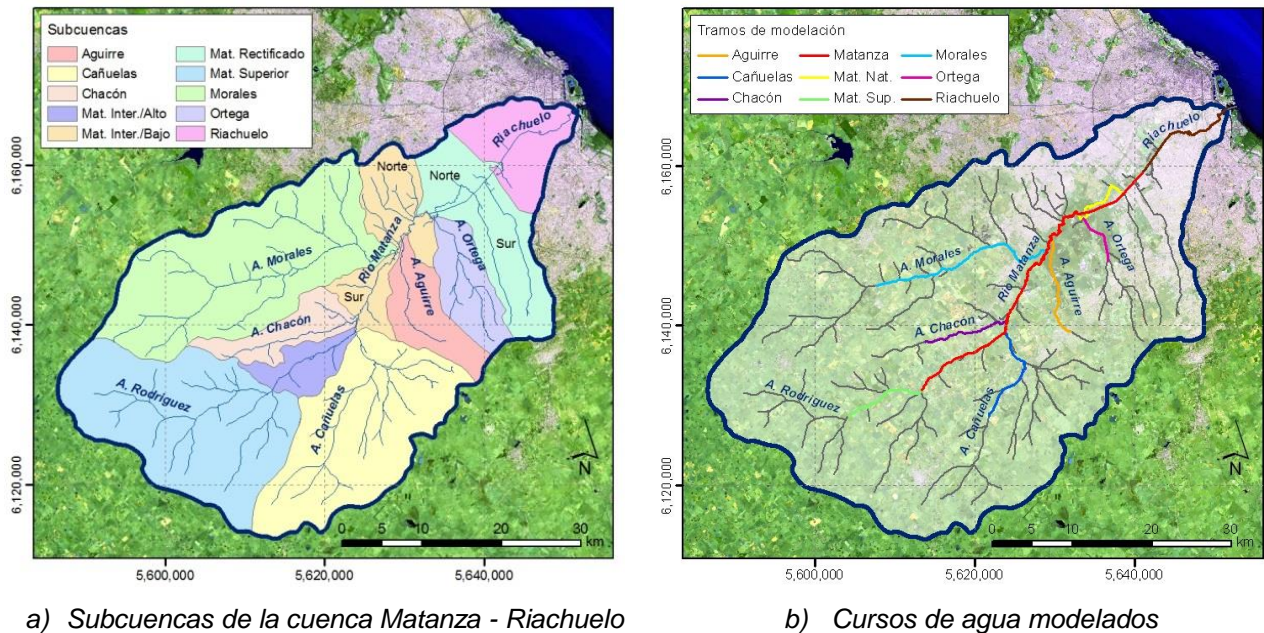 Subcuencas
Aguirre
Cañuelas
Chacón
Mat. Inter./Alto
Mat. Inter./Bajo
Mat. Rectificado
Mat. Superior
Morales
Ortega
Riachuelo
6,160,000
6,140,000
6,120,000
5,600,000
5,620,000
5,640,000
Riachuelo
Norte
Norte
Río Matanza
A. Morales
A. Ortega
Sur
A. Aguirre
Sur
A. Chacón
A. Rodríguez
A. Cañuelas
N
0 5 10 20 30
km
a) Subcuencas de la cuenca Matanza - Riachuelo
Tramos de modelación
Aguirre
Cañuelas
Chacón
Matanza
Mat. Nat.
Mat. Sup.
Morales
Ortega
Riachuelo
6,160,000
6,140,000
6,120,000
5,600,000
5,620,000
5,640,000
Riachuelo
Río Matanza
A. Morales
A. Ortega
A. Aguirre
A. Chacón
A. Rodríguez
A. Cañuelas
N
0 5 10 20 30
km
b) Cursos de agua modelados